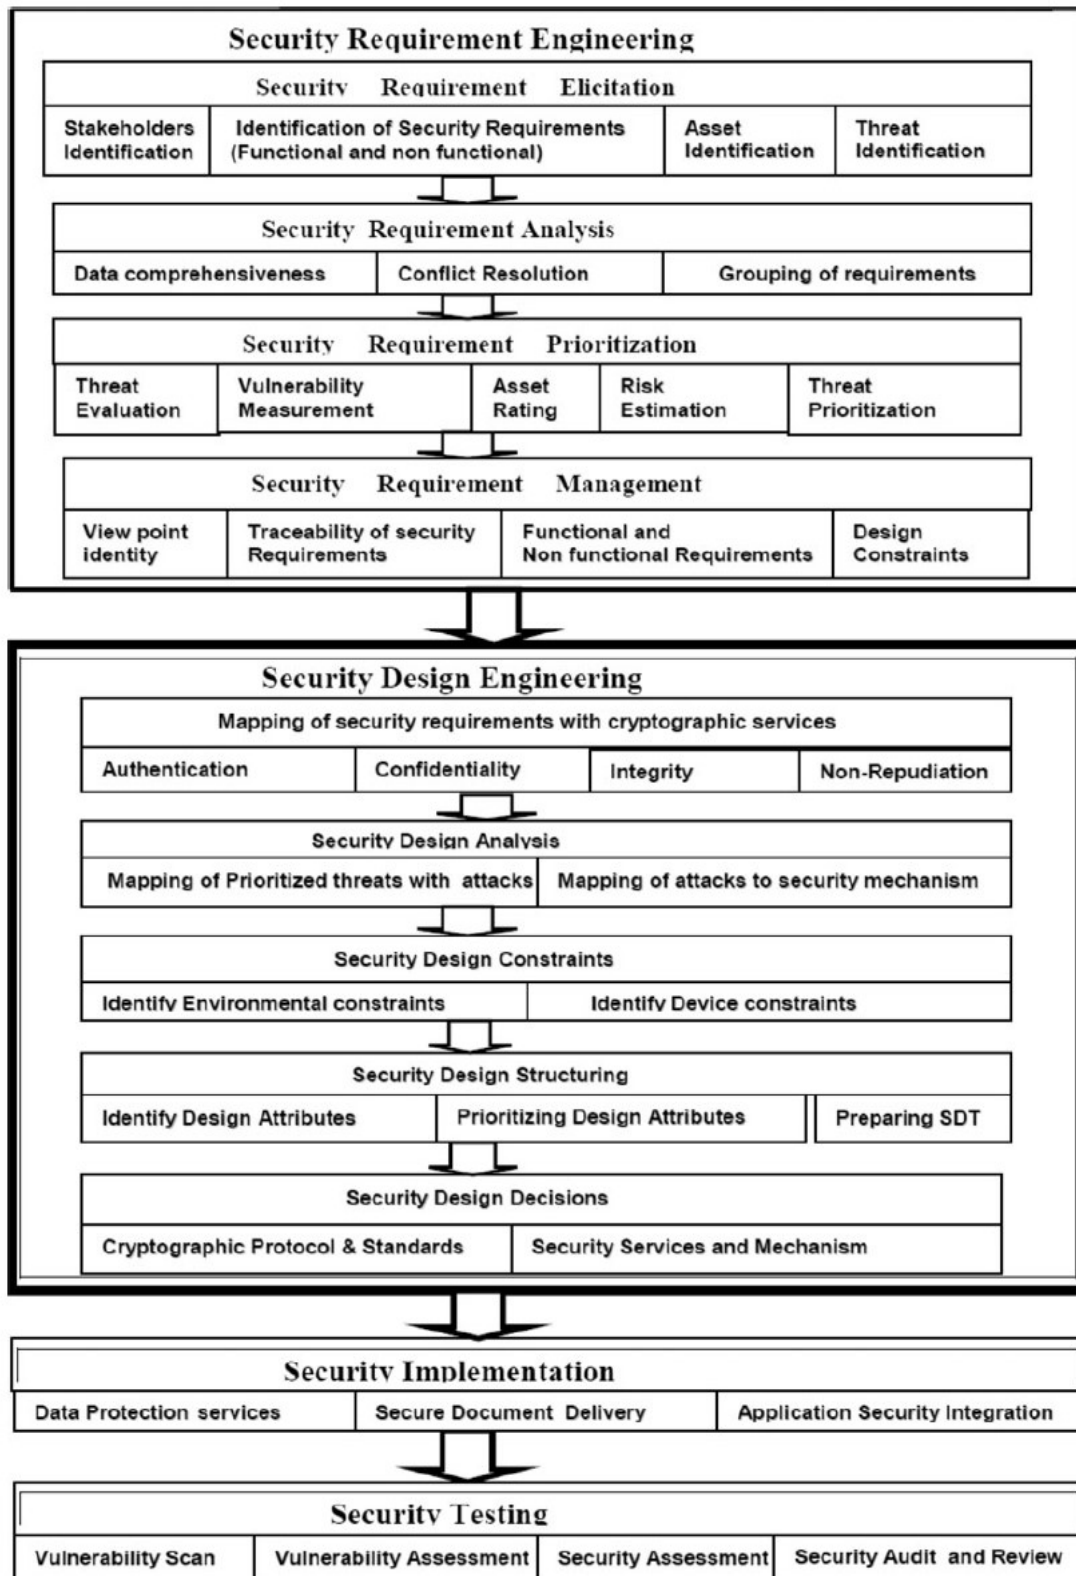 Security Requirement Engineering
Security Requirement Elicitation
Stakeholders
Identification
Identification of Security Requirements
(Functional and non functional)
Asset
Identification
Threat
Identification
Security Requirement Analysis
Data comprehensiveness
Conflict Resolution
Grouping of requirements
Security Requirement Prioritization
Threat
Evaluation
Vulnerability
Measurement
Asset
Rating
Risk
Estimation
Threat
Prioritization
Security Requirement Management
View point
identity
Traceability of security
Requirements
Functional and
Non functional Requirements
Design
Constraints
Security Design Engineering
Mapping of security requirements with cryptographic services
Authentication
Confidentiality
Integrity
Non-Repudiation
Security Design Analysis
Mapping of Prioritized threats with attacks
Mapping of attacks to security mechanism
Security Design Constraints
Identify Environmental constraints
Identify Device constraints
Security Design Structuring
Identify Design Attributes
Prioritizing Design Attributes
Preparing SDT
Security Design Decisions
Cryptographic Protocol & Standards
Security Services and Mechanism
Security Implementation
Data Protection services
Secure Document Delivery
Application Security Integration
Security Testing
Vulnerability Scan
Vulnerability Assessment
Security Assessment
Security Audit and Review